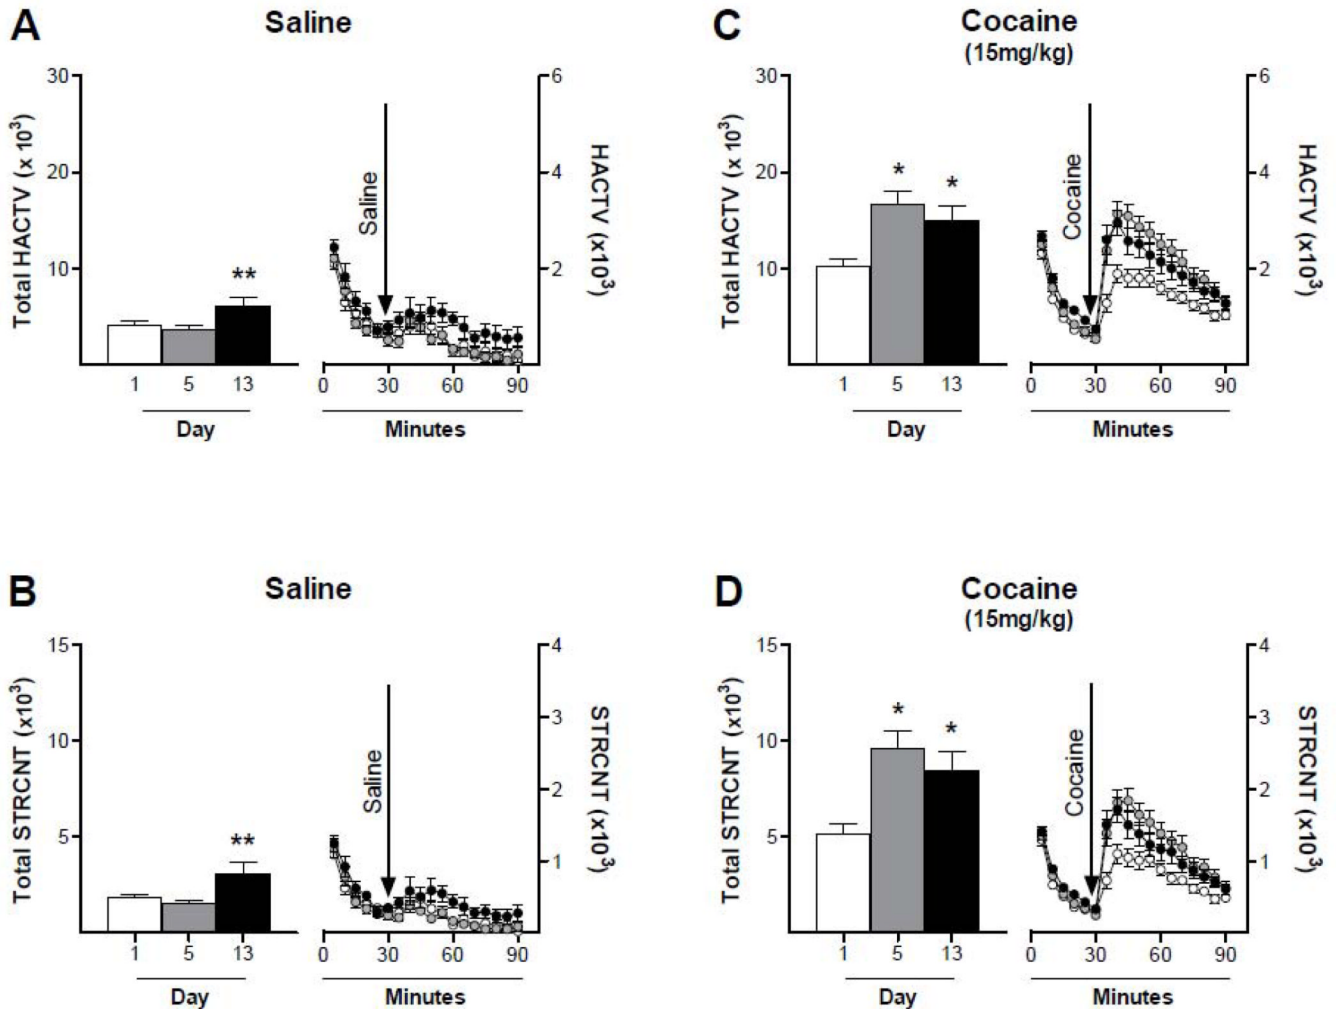 A
Saline
Total HACTV (x 10³)
30
20
10
**
1
5
13
Day
Saline
0
30
60
90
Minutes
6
4
2
HACTV (x10³)
C
Cocaine
(15mg/kg)
Total HACTV (x 10³)
30
20
10
*
*
1
5
13
Day
Cocaine
0
30
60
90
Minutes
6
4
2
HACTV (x10³)
B
Saline
Total STRCNT (x10³)
15
10
5
**
1
5
13
Day
Saline
0
30
60
90
Minutes
4
3
2
1
STRCNT (x10³)
D
Cocaine
(15mg/kg)
Total STRCNT (x10³)
15
10
5
*
*
1
5
13
Day
Cocaine
0
30
60
90
Minutes
4
3
2
1
STRCNT (x10³)